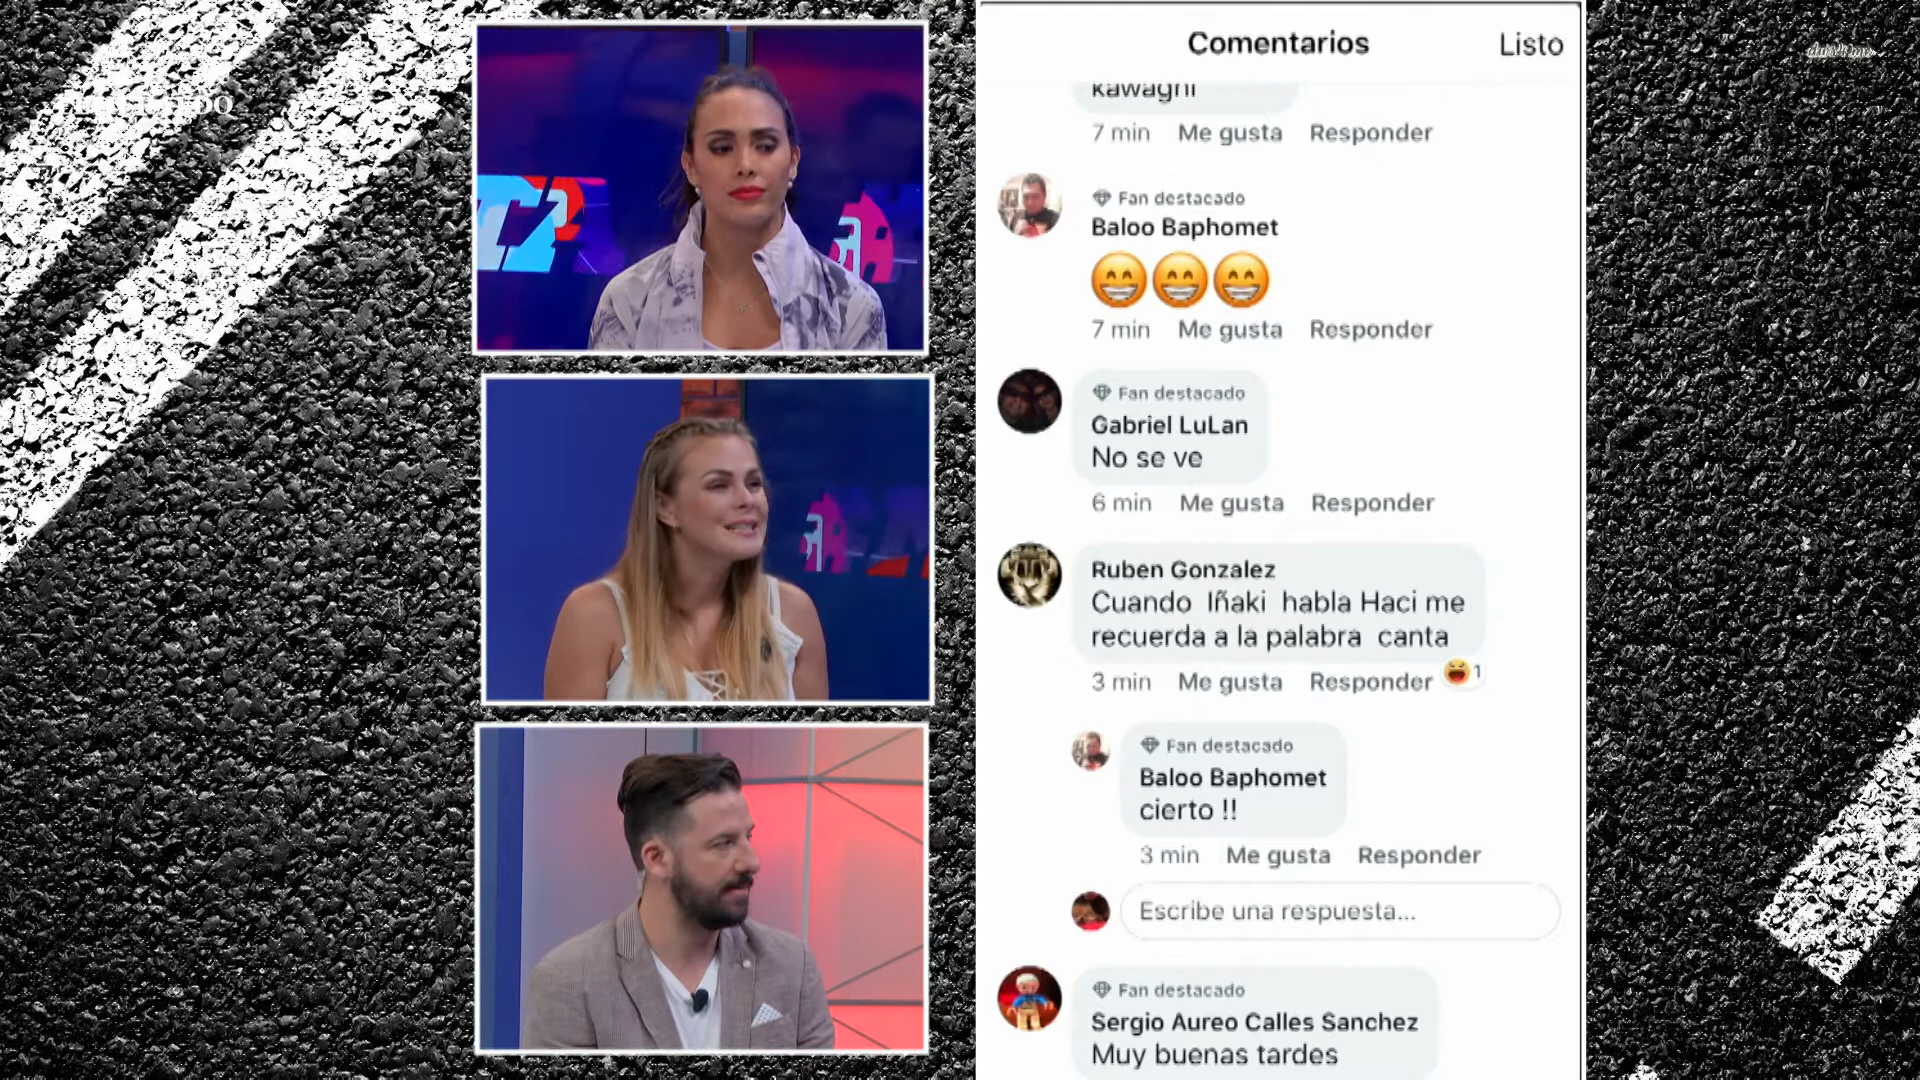 Comentarios
Listo
kawagni
7 min Me gusta Responder
Fan destacado
Baloo Baphomet
7 min Me gusta Responder
Fan destacado
Gabriel LuLan
No se ve
6 min Me gusta Responder
Ruben Gonzalez
Cuando Iñaki habla Haci me
recuerda a la palabra canta
3 min Me gusta Responder
1
Fan destacado
Baloo Baphomet
cierto !!
3 min Me gusta Responder
Escribe una respuesta...
Fan destacado
Sergio Aureo Calles Sanchez
Muy buenas tardes